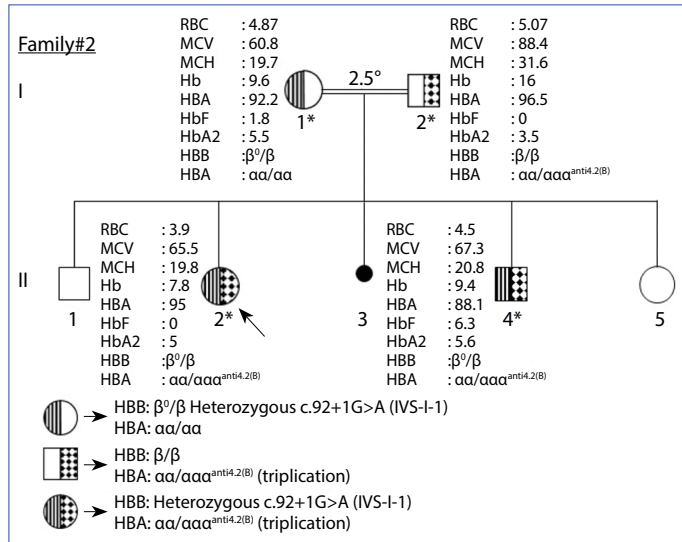 Family#2
I
RBC : 4.87
MCV : 60.8
MCH : 19.7
Hb : 9.6
HBA : 92.2
HbF : 1.8
HbA2 : 5.5
HBB :β⁰/β
HBA : αα/αα
1*
2.5°
2*
RBC : 5.07
MCV : 88.4
MCH : 31.6
Hb : 16
HBA : 96.5
HbF : 0
HbA2 : 3.5
HBB : β/β
HBA : αα/αααanti4.2(B)
II
1
RBC : 3.9
MCV : 65.5
MCH : 19.8
Hb : 7.8
HBA : 95
HbF : 0
HbA2 : 5
HBB :β⁰/β
HBA : αα/αααanti4.2(B)
2*
3
RBC : 4.5
MCV : 67.3
MCH : 20.8
Hb : 9.4
HBA : 88.1
HbF : 6.3
HbA2 : 5.6
HBB : β⁰/β
HBA : αα/αααanti4.2(B)
4*
5
HBB: β⁰/β Heterozygous c.92+1G>A (IVS-I-1)
HBA: αα/αα
HBB: β/β
HBA: αα/αααanti4.2(B) (triplication)
HBB: Heterozygous c.92+1G>A (IVS-I-1)
HBA: αα/αααanti4.2(B) (triplication)